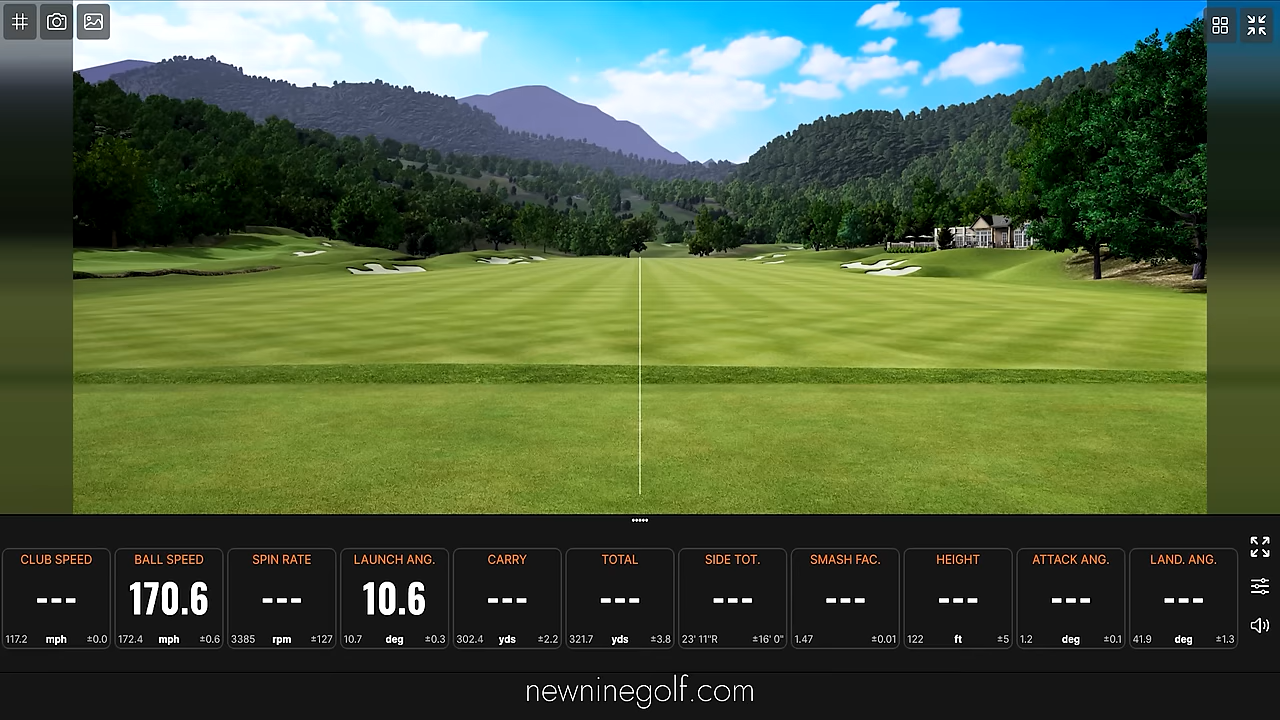 CLUB SPEED BALL SPEED SPIN RATE LAUNCH ANG. CARRY TOTAL SIDE TOT. SMASH FAC. HEIGHT ATTACK ANG. LAND. ANG.
--- 170.6 --- 10.6 --- --- --- --- --- --- ---
117.2 mph ±0.0 172.4 mph ±0.6 3385 rpm ±127 10.7 deg ±0.3 302.4 yds ±2.2 321.7 yds ±3.8 23' 11"R ±16' 0" 1.47 ±0.01 122 ft ±5 1.2 deg ±0.1 41.9 deg ±1.3
newninegolf.com